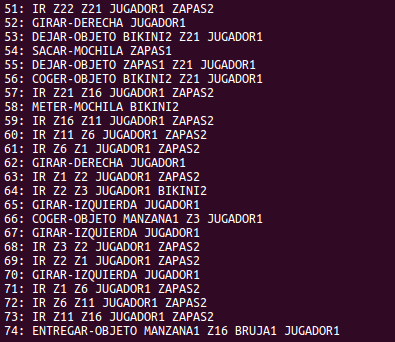 51: IR Z22 Z21 JUGADOR1 ZAPAS2
52: GIRAR-DERECHA JUGADOR1
53: DEJAR-OBJETO BIKINI2 Z21 JUGADOR1
54: SACAR-MOCHILA ZAPAS1
55: DEJAR-OBJETO ZAPAS1 Z21 JUGADOR1
56: COGER-OBJETO BIKINI2 Z21 JUGADOR1
57: IR Z21 Z16 JUGADOR1 ZAPAS2
58: METER-MOCHILA BIKINI2
59: IR Z16 Z11 JUGADOR1 ZAPAS2
60: IR Z11 Z6 JUGADOR1 ZAPAS2
61: IR Z6 Z1 JUGADOR1 ZAPAS2
62: GIRAR-DERECHA JUGADOR1
63: IR Z1 Z2 JUGADOR1 ZAPAS2
64: IR Z2 Z3 JUGADOR1 BIKINI2
65: GIRAR-IZQUIERDA JUGADOR1
66: COGER-OBJETO MANZANA1 Z3 JUGADOR1
67: GIRAR-IZQUIERDA JUGADOR1
68: IR Z3 Z2 JUGADOR1 ZAPAS2
69: IR Z2 Z1 JUGADOR1 ZAPAS2
70: GIRAR-IZQUIERDA JUGADOR1
71: IR Z1 Z6 JUGADOR1 ZAPAS2
72: IR Z6 Z11 JUGADOR1 ZAPAS2
73: IR Z11 Z16 JUGADOR1 ZAPAS2
74: ENTREGAR-OBJETO MANZANA1 Z16 BRUJA1 JUGADOR1